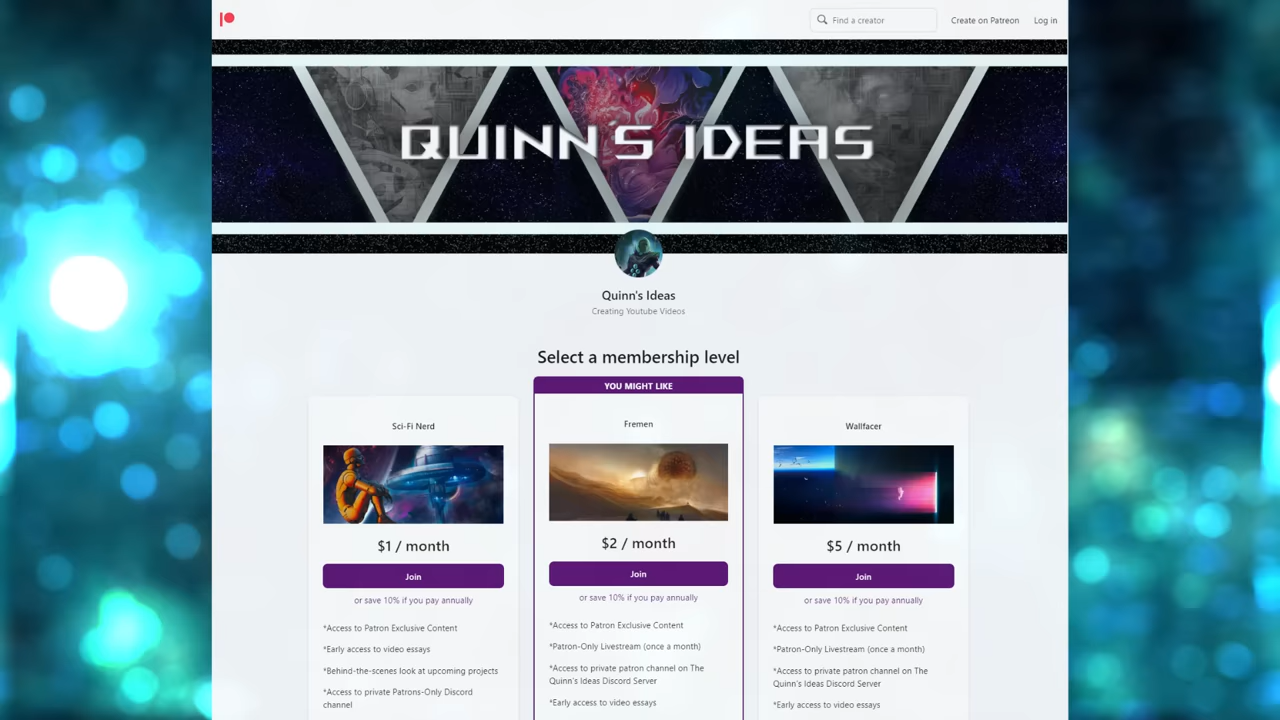 Find a creator
Create on Patreon
Log in
QUINN'S IDEAS
Quinn's Ideas
Creating Youtube Videos
Select a membership level
Sci-Fi Nerd
$1 / month
Join
or save 10% if you pay annually
*Access to Patron Exclusive Content
*Early access to video essays
*Behind-the-scenes look at upcoming projects
*Access to private Patrons-Only Discord
channel
YOU MIGHT LIKE
Fremen
$2 / month
Join
or save 10% if you pay annually
*Access to Patron Exclusive Content
*Patron-Only Livestream (once a month)
*Access to private patron channel on The
Quinn's Ideas Discord Server
*Early access to video essays
Wallfacer
$5 / month
Join
or save 10% if you pay annually
*Access to Patron Exclusive Content
*Patron-Only Livestream (once a month)
*Access to private patron channel on The
Quinn's Ideas Discord Server
*Early access to video essays